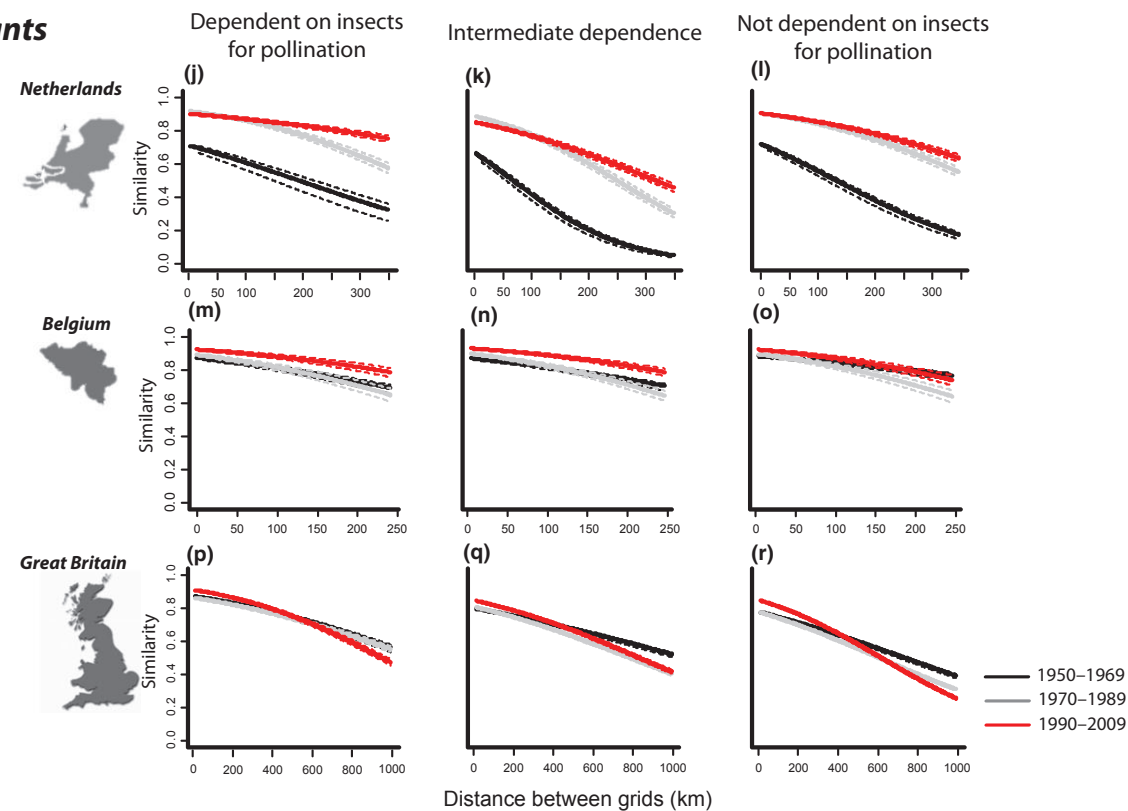 Dependent on insects
for pollination
Intermediate dependence
Not dependent on insects
for pollination
Netherlands
(j)
(k)
(l)
Similarity
0.0 0.2 0.4 0.6 0.8 1.0
0 50 100 200 300
0 50 100 200 300
0 50 100 200 300
Belgium
(m)
(n)
(o)
Similarity
0.0 0.2 0.4 0.6 0.8 1.0
0 50 100 150 200 250
0 50 100 150 200 250
0 50 100 150 200 250
Great Britain
(p)
(q)
(r)
Similarity
0.0 0.2 0.4 0.6 0.8 1.0
0 200 400 600 800 1000
0 200 400 600 800 1000
0 200 400 600 800 1000
1950–1969
1970–1989
1990–2009
Distance between grids (km)